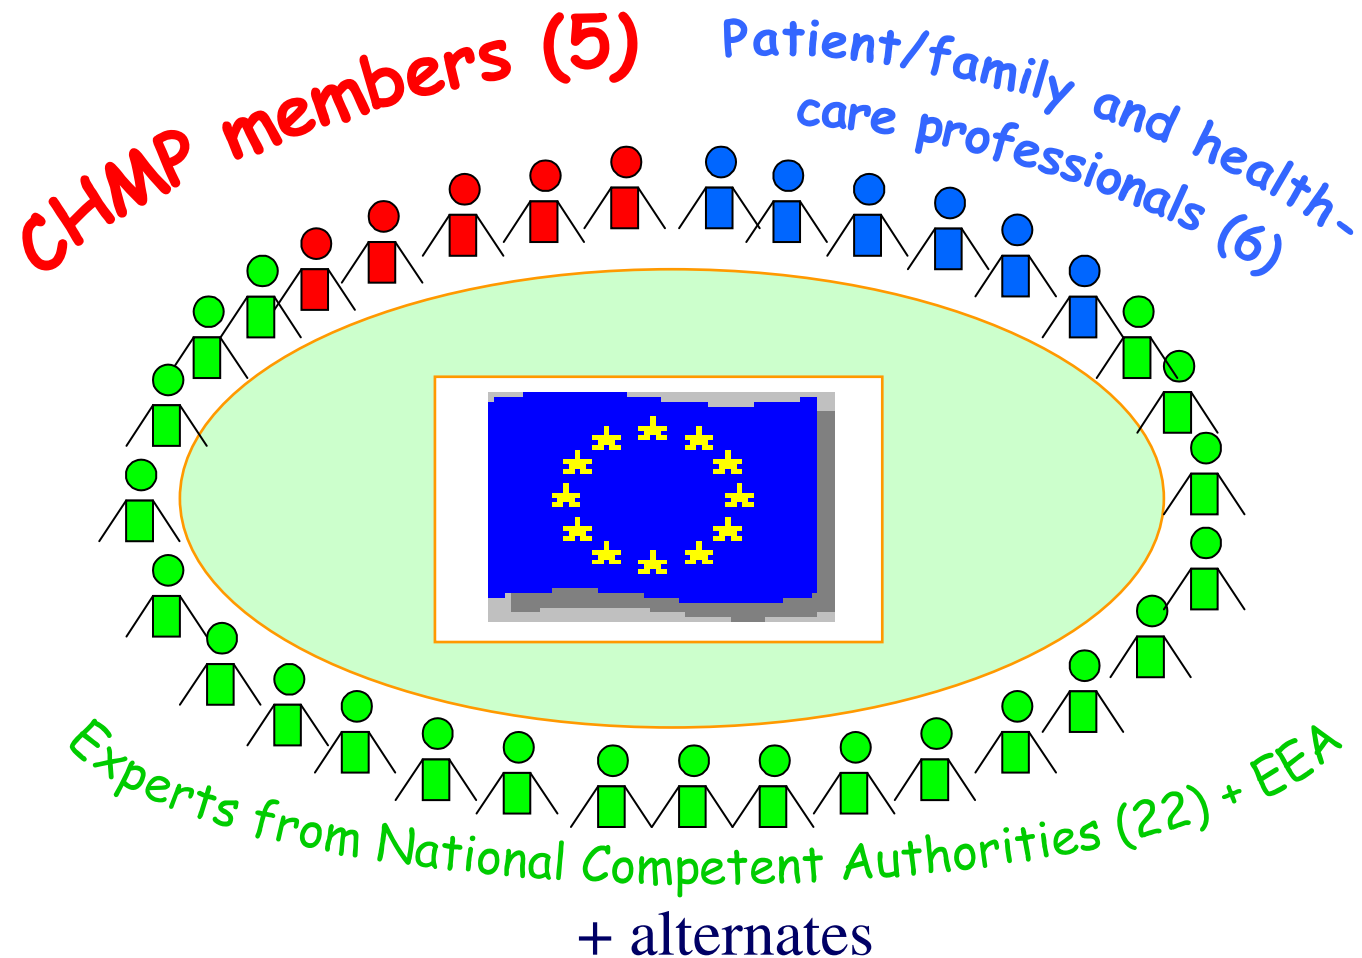 CHMP members (5)
Patient/family and health-
care professionals (6)
Experts from National Competent Authorities (22) + EEA
+ alternates